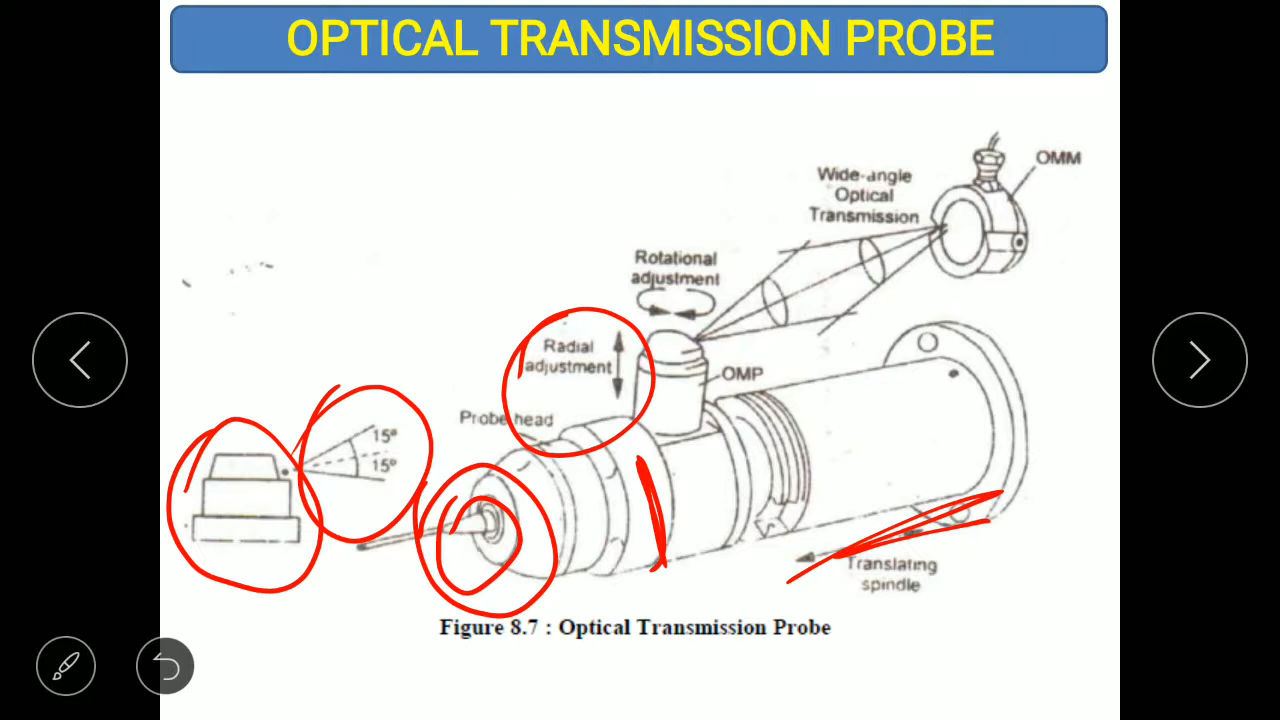 OPTICAL TRANSMISSION PROBE
OMM
Wide-angle
Optical
Transmission
Rotational
adjustment
Radial
adjustment
OMP
Probe head
15°
15°
Translating
spindle
Figure 8.7 : Optical Transmission Probe